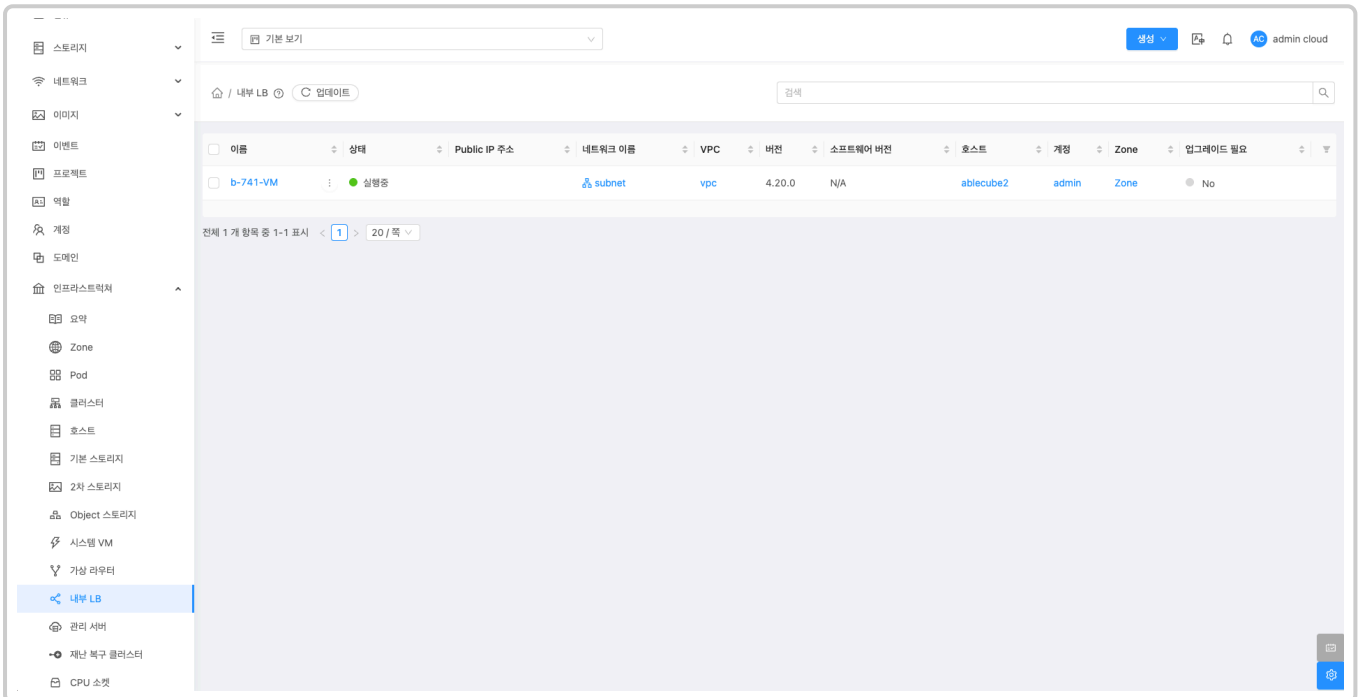 스토리지
기본 보기
생성
AC admin cloud
네트워크
/ 내부 LB 업데이트
검색
이미지
이벤트
프로젝트
역할
계정
도메인
인프라스트럭쳐
요약
Zone
Pod
클러스터
호스트
기본 스토리지
2차 스토리지
Object 스토리지
시스템 VM
가상 라우터
내부 LB
관리 서버
재난 복구 클러스터
CPU 소켓
이름 상태 Public IP 주소 네트워크 이름 VPC 버전 소프트웨어 버전 호스트 계정 Zone 업그레이드 필요
b-741-VM 실행중 subnet vpc 4.20.0 N/A ablecube2 admin Zone No
전체 1 개 항목 중 1-1 표시 < 1 > 20 / 쪽